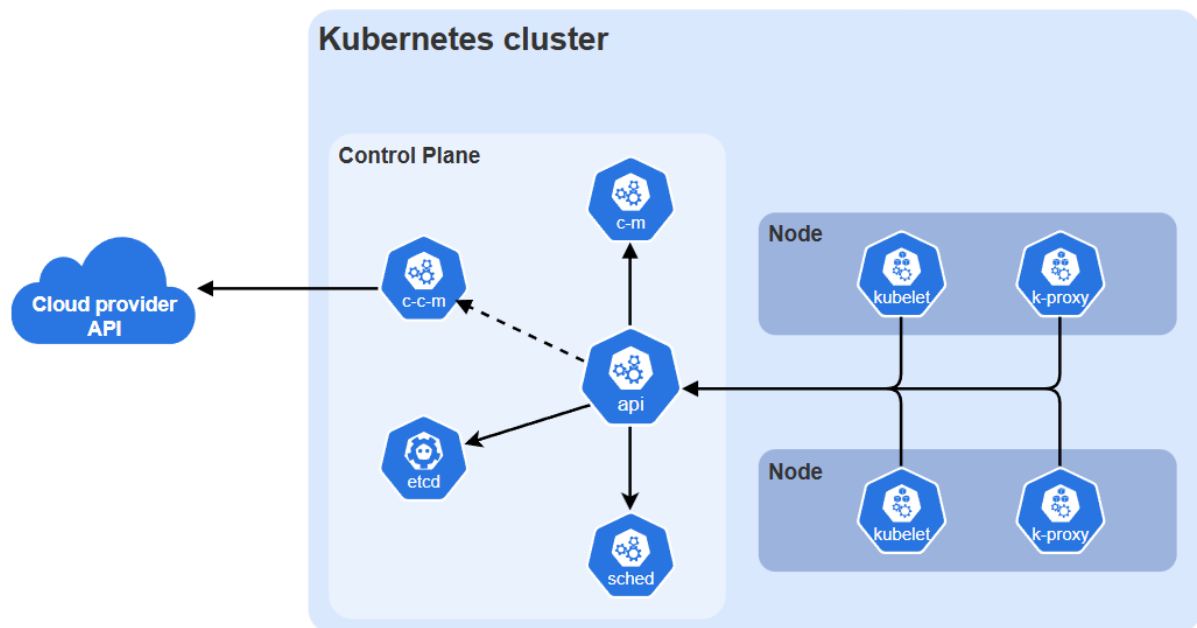 Kubernetes cluster
Control Plane
c-m
c-c-m
Cloud provider
API
api
etcd
sched
Node
kubelet
k-proxy
Node
kubelet
k-proxy